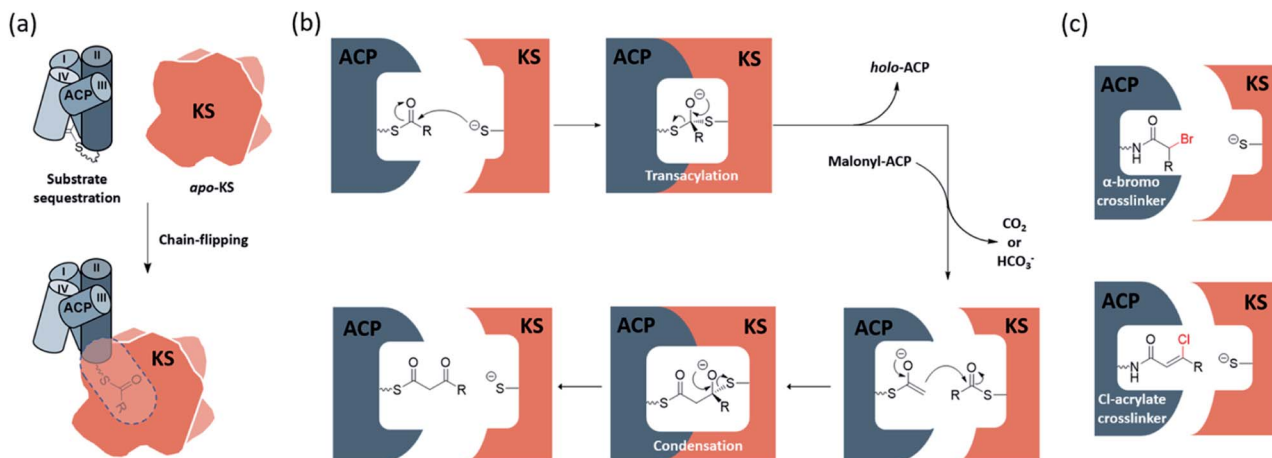 (a)
I
II
IV
III
ACP
S
KS
Substrate
sequestration
apo-KS
Chain-flipping
I
II
IV
III
ACP
KS
S
O
R
(b)
ACP
KS
O
S
R
⊖S
ACP
KS
O⊖
S
S
R
Transacylation
holo-ACP
Malonyl-ACP
CO₂
or
HCO₃⁻
ACP
KS
O
O
S
R
⊖S
ACP
KS
O
O⊖
S
S
R
Condensation
ACP
KS
O⊖
S
O
R
S
(c)
ACP
KS
O
Br
N
H
R
⊖S
α-bromo
crosslinker
ACP
KS
O
Cl
N
H
R
⊖S
Cl-acrylate
crosslinker